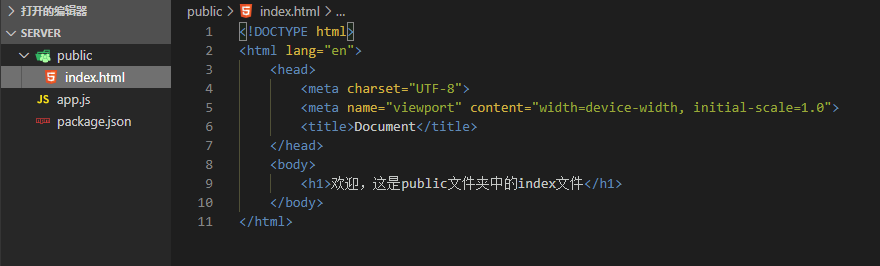 打开的编辑器
SERVER
public
index.html
JS app.js
package.json
public > index.html > ...
1 <!DOCTYPE html>
2 <html lang="en">
3 <head>
4 <meta charset="UTF-8">
5 <meta name="viewport" content="width=device-width, initial-scale=1.0">
6 <title>Document</title>
7 </head>
8 <body>
9 <h1>欢迎，这是public文件夹中的index文件</h1>
10 </body>
11 </html>